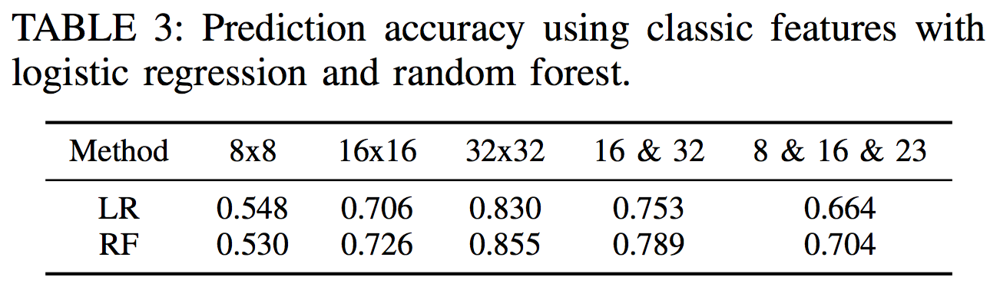 TABLE 3: Prediction accuracy using classic features with
logistic regression and random forest.
Method 8x8 16x16 32x32 16 & 32 8 & 16 & 23
LR 0.548 0.706 0.830 0.753 0.664
RF 0.530 0.726 0.855 0.789 0.704